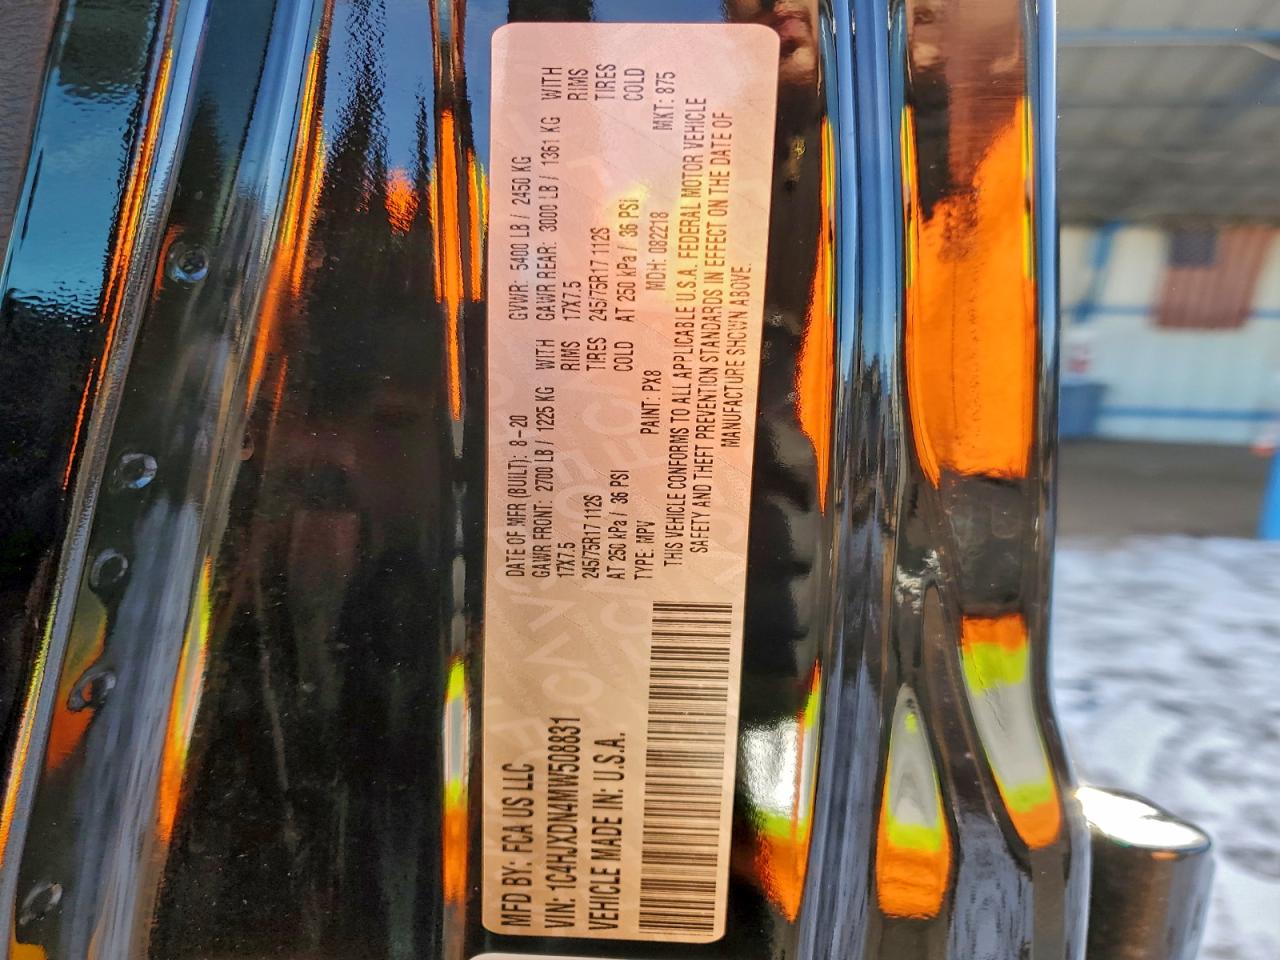 MFD BY: FCA US LLC
VIN: 1C4HJXDN4MW508831
VEHICLE MADE IN: U.S.A.
DATE OF MFR (BUILT): 8-20 GVWR: 5400 LB / 2450 KG
GAWR FRONT: 2700 LB / 1225 KG WITH GAWR REAR: 3000 LB / 1361 KG WITH
17X7.5 RIMS 17X7.5 RIMS
245/75R17 112S TIRES 245/75R17 112S TIRES
AT 250 kPa / 36 PSI COLD AT 250 kPa / 36 PSI COLD
TYPE: MPV PAINT: PX8 MDH: 082218 MKT: 875
THIS VEHICLE CONFORMS TO ALL APPLICABLE U.S.A. FEDERAL MOTOR VEHICLE
SAFETY AND THEFT PREVENTION STANDARDS IN EFFECT ON THE DATE OF
MANUFACTURE SHOWN ABOVE.